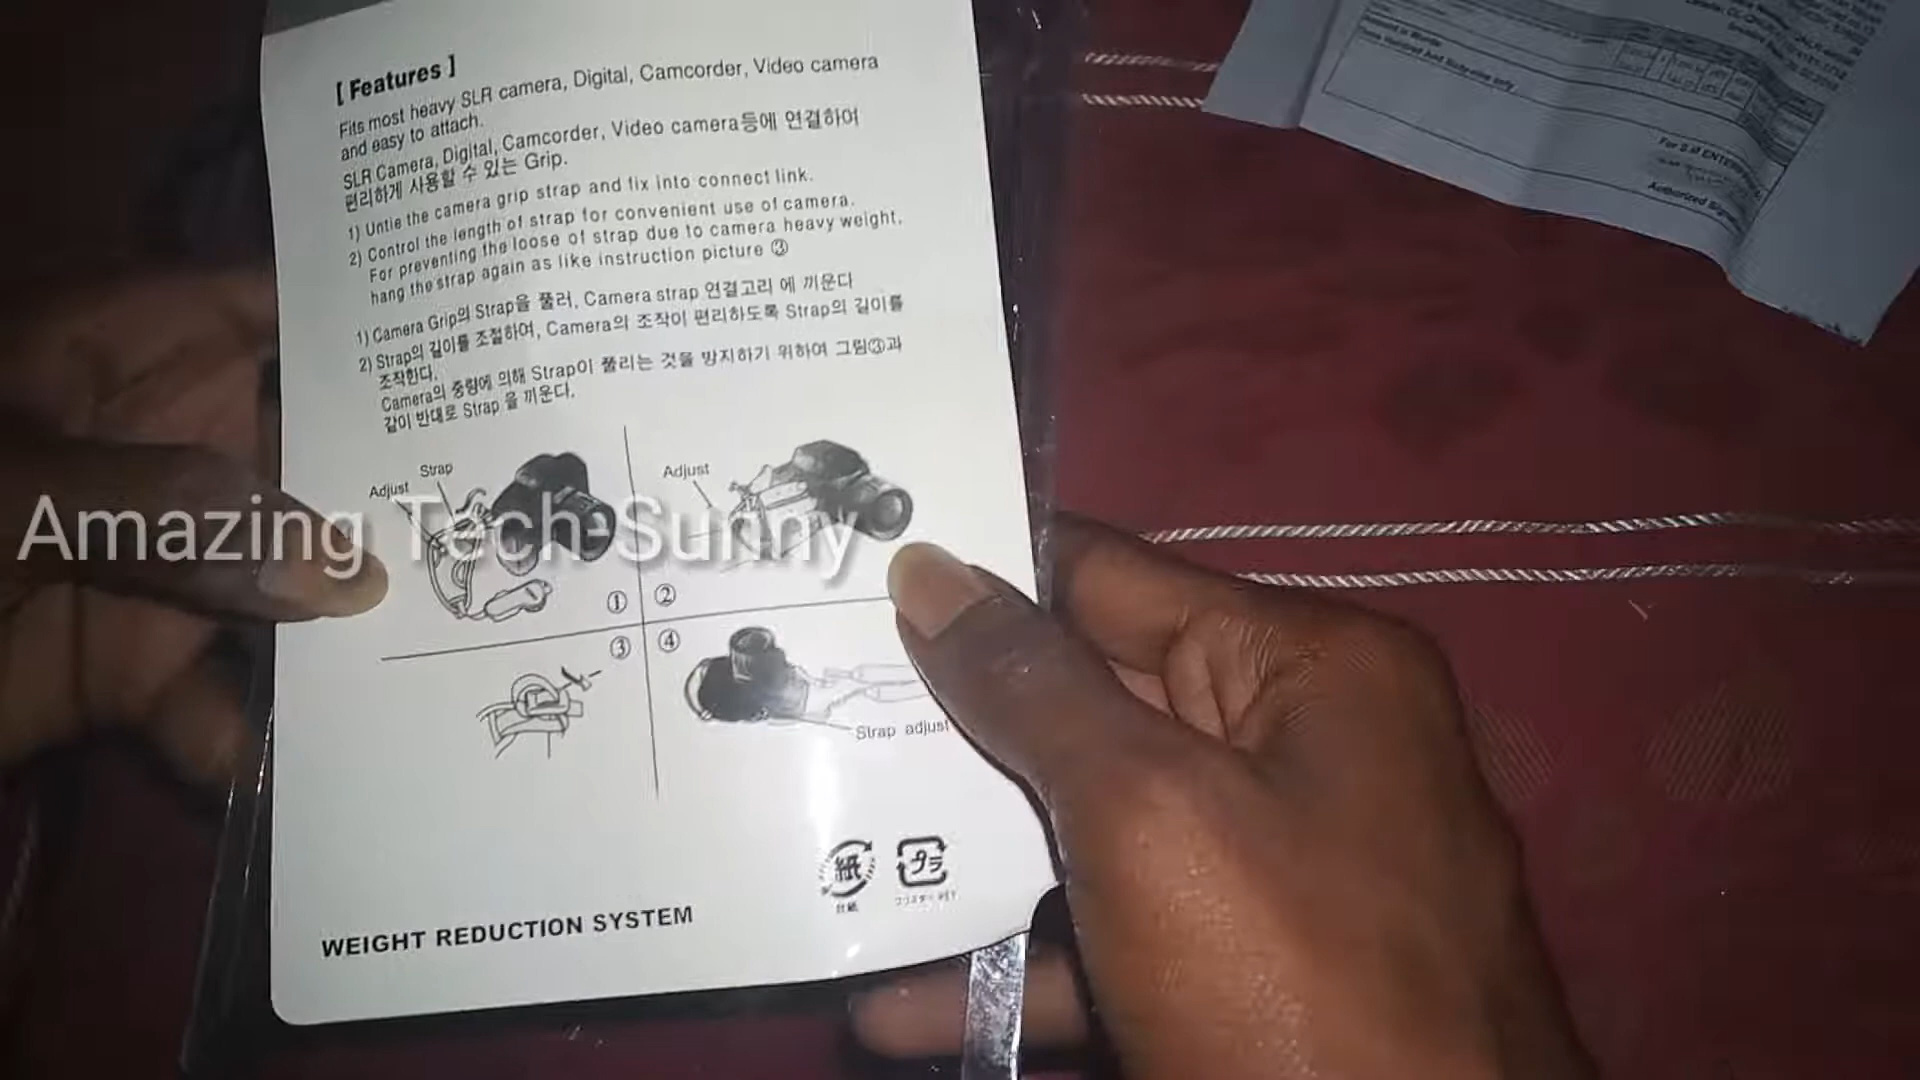 [ Features ]
Fits most heavy SLR camera, Digital, Camcorder, Video camera
and easy to attach.
SLR Camera, Digital, Camcorder, Video camera등에 연결하여
편리하게 사용할 수 있는 Grip.
1) Untie the camera grip strap and fix into connect link.
2) Control the length of strap for convenient use of camera.
For preventing the loose of strap due to camera heavy weight,
hang the strap again as like instruction picture ③
1) Camera Grip의 Strap을 풀러, Camera strap 연결고리 에 끼운다
2) Strap의 길이를 조절하여, Camera의 조작이 편리하도록 Strap의 길이를
조작한다.
Camera의 중량에 의해 Strap이 풀리는 것을 방지하기 위하여 그림③과
같이 반대로 Strap 을 끼운다.
Strap
Adjust
Adjust
Amazing Tech-Sunny
①
②
③
④
Strap adjust
紙
プラ
台紙
WEIGHT REDUCTION SYSTEM
For S.M ENTER
Authorized Sign